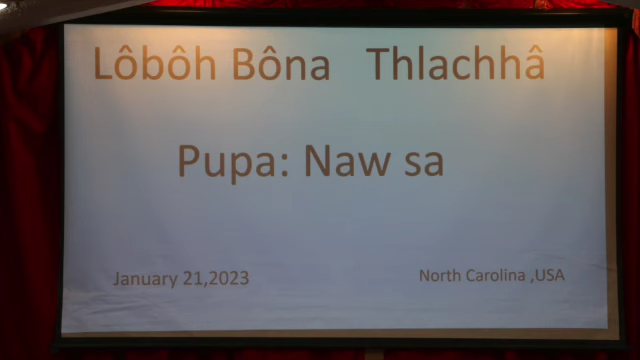 Lôbôh Bôna Thlachhâ
Pupa: Naw sa
January 21,2023
North Carolina ,USA